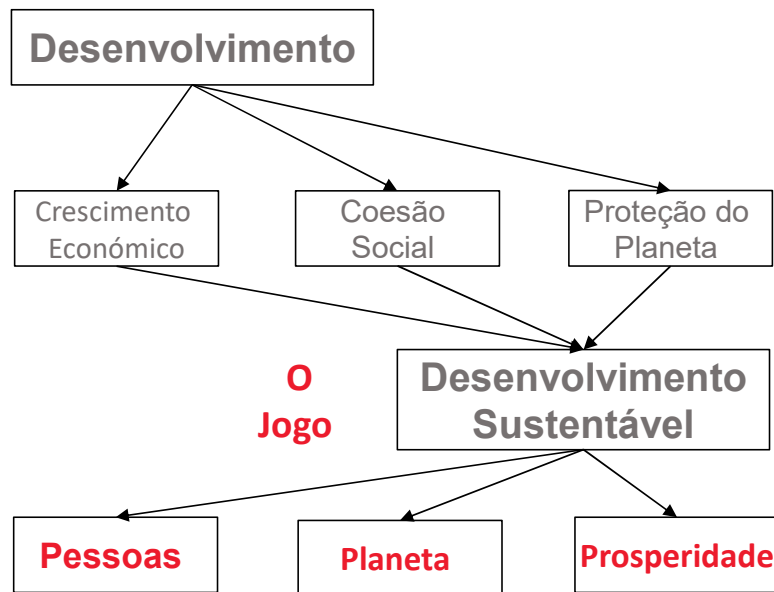 Desenvolvimento
Crescimento
Económico
Coesão
Social
Proteção do
Planeta
O
Jogo
Desenvolvimento
Sustentável
Pessoas
Planeta
Prosperidade